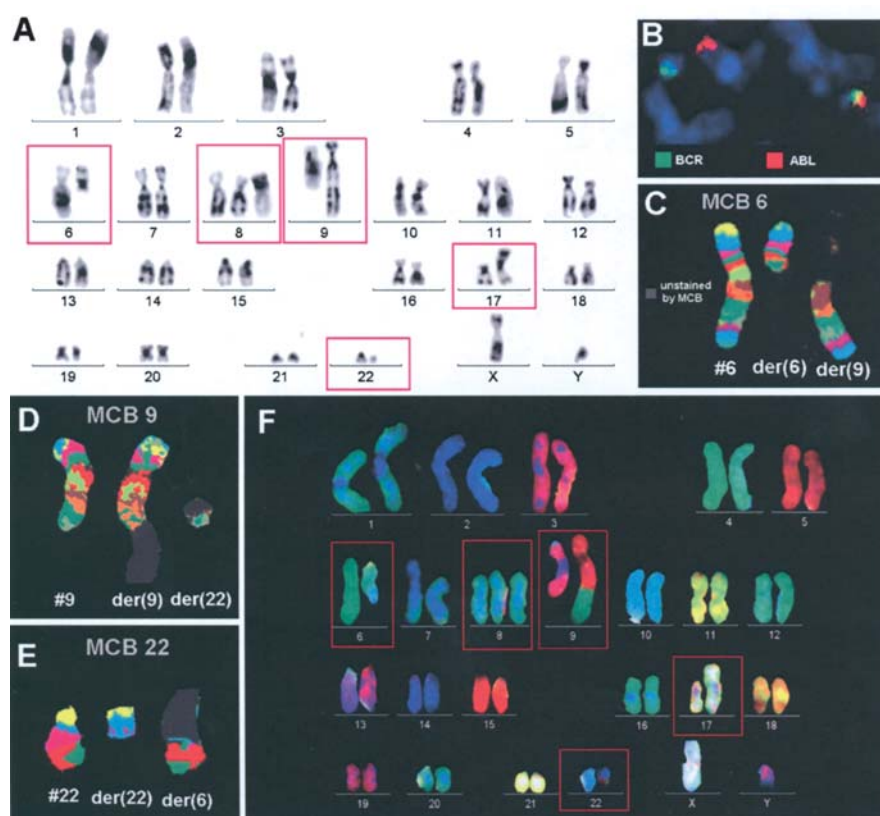 A
1 2 3 4 5
6 7 8 9 10 11 12
13 14 15 16 17 18
19 20 21 22 X Y
B
BCR ABL
C MCB 6
unstained
by MCB
#6 der(6) der(9)
D MCB 9
#9 der(9) der(22)
E MCB 22
#22 der(22) der(6)
F
1 2 3 4 5
6 7 8 9 10 11 12
13 14 15 16 17 18
19 20 21 22 X Y